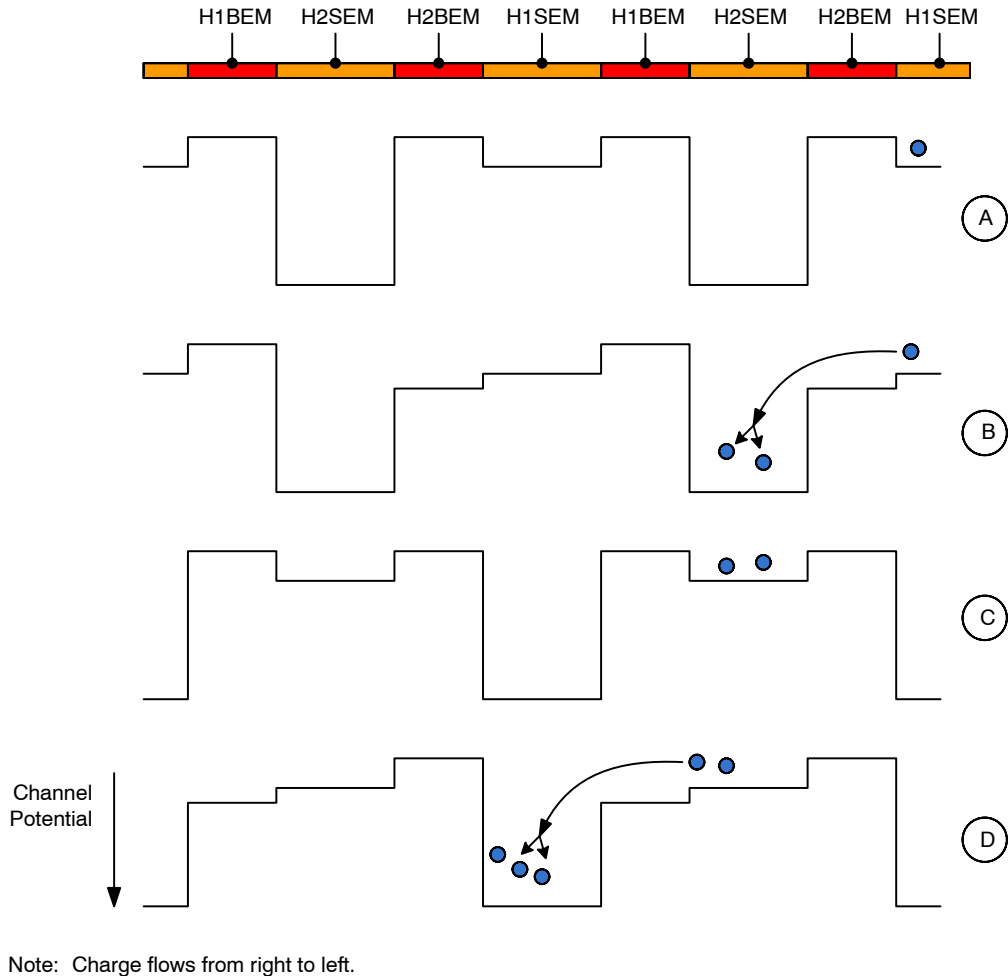 H1BEM H2SEM H2BEM H1SEM H1BEM H2SEM H2BEM H1SEM
A
B
C
Channel
Potential
D
Note: Charge flows from right to left.